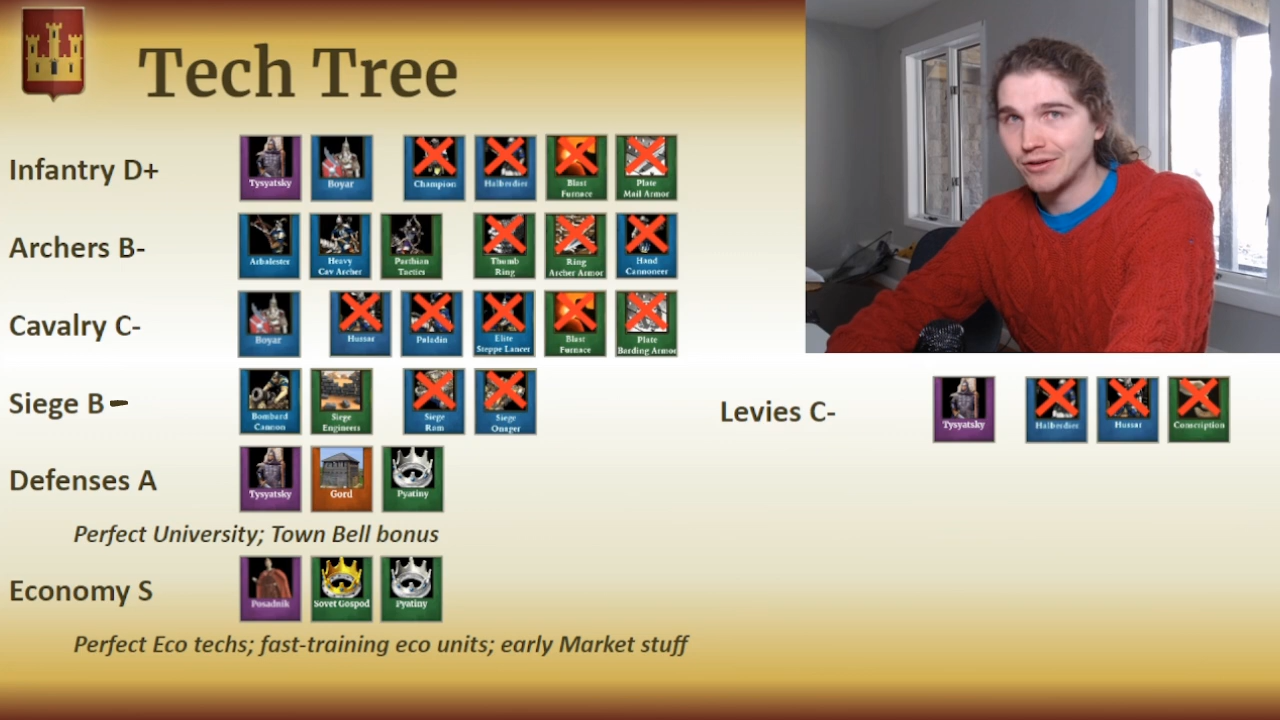 Tech Tree
Infantry D+
Tysyatsky
Boyar
Champion
Halberdier
Blast Furnace
Plate Mail Armor
Archers B-
Arbalester
Heavy Cav Archer
Parthian Tactics
Thumb Ring
Ring Archer Armor
Hand Cannoneer
Cavalry C-
Boyar
Hussar
Paladin
Elite Steppe Lancer
Blast Furnace
Plate Barding Armor
Siege B-
Bombard Cannon
Siege Engineers
Siege Ram
Siege Onager
Levies C-
Tysyatsky
Halberdier
Hussar
Conscription
Defenses A
Tysyatsky
Gord
Pyatiny
Perfect University; Town Bell bonus
Economy S
Posadnik
Sovet Gospod
Pyatiny
Perfect Eco techs; fast-training eco units; early Market stuff